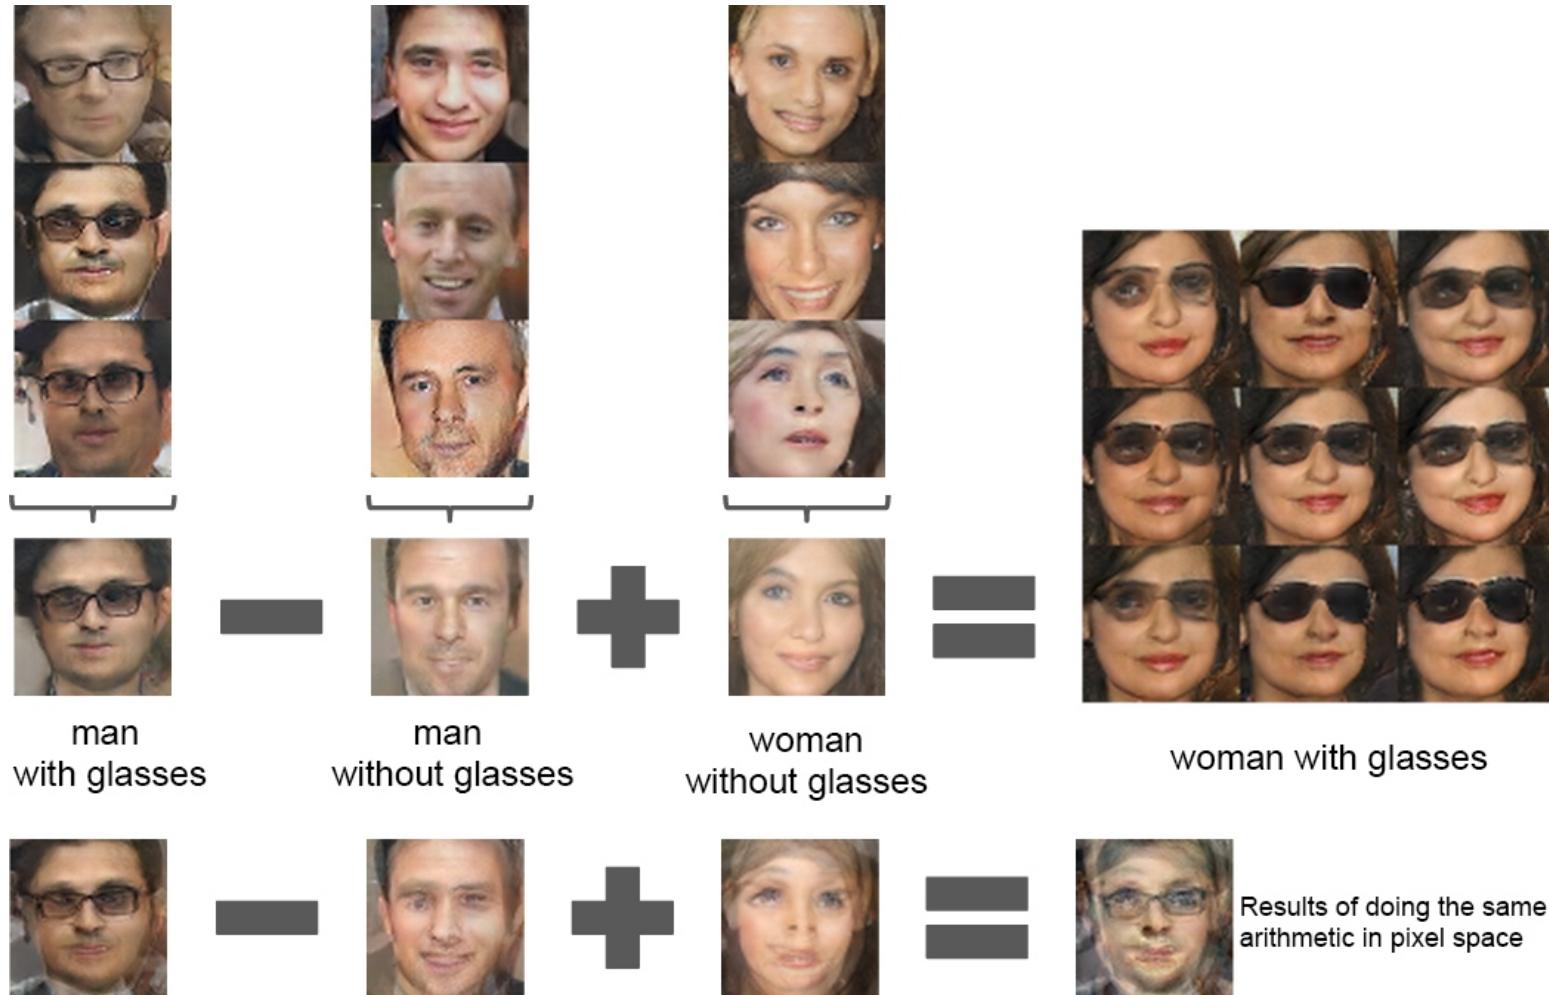 man
with glasses
man
without glasses
woman
without glasses
woman with glasses
Results of doing the same
arithmetic in pixel space